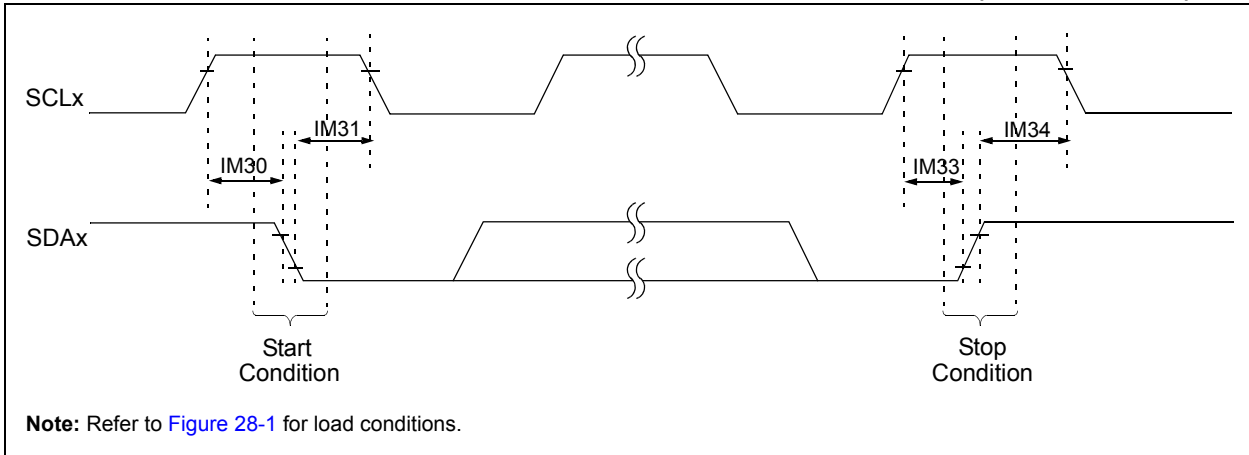 SCLx
IM31
IM34
IM30
IM33
SDAx
Start
Condition
Stop
Condition
Note: Refer to Figure 28-1 for load conditions.